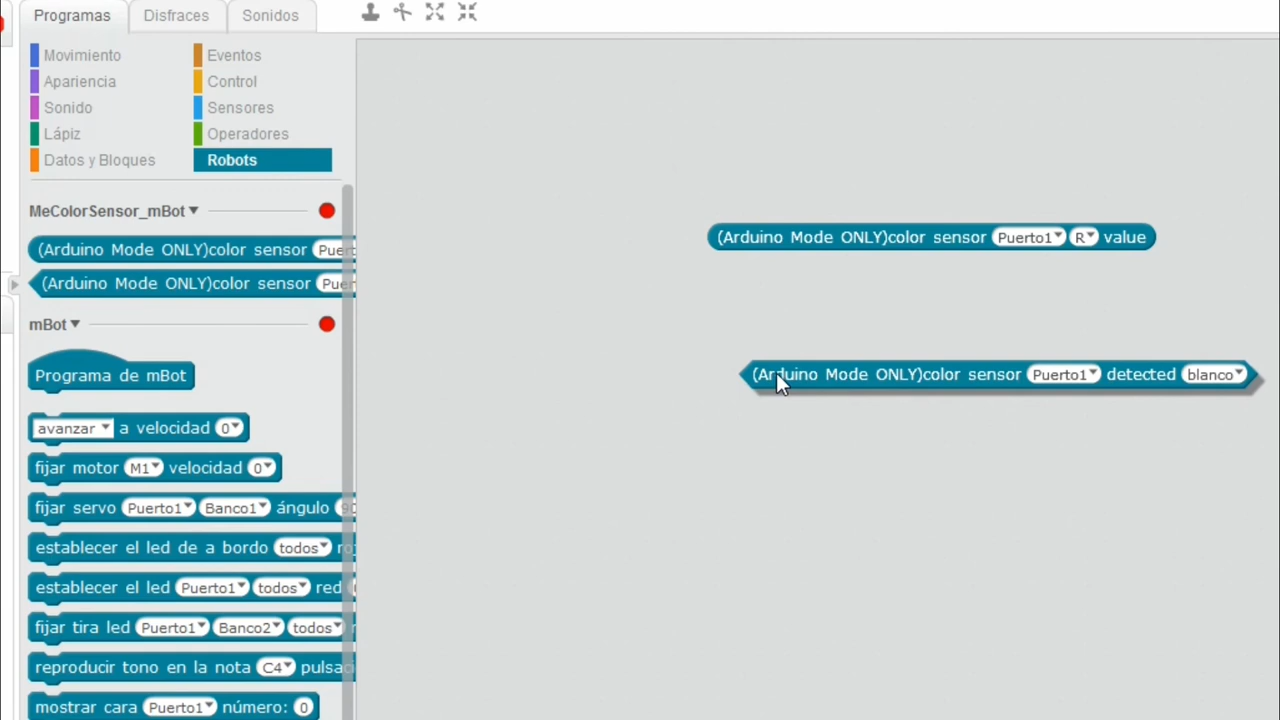 Programas Disfraces Sonidos
Movimiento Eventos
Apariencia Control
Sonido Sensores
Lápiz Operadores
Datos y Bloques Robots
MeColorSensor_mBot
(Arduino Mode ONLY)color sensor
(Arduino Mode ONLY)color sensor
mBot
Programa de mBot
avanzar a velocidad 0
fijar motor M1 velocidad 0
fijar servo Puerto1 Banco1 ángulo
establecer el led de a bordo todos
establecer el led Puerto1 todos red
fijar tira led Puerto1 Banco2 todos
reproducir tono en la nota C4
mostrar cara Puerto1 número: 0
(Arduino Mode ONLY)color sensor Puerto1 R value
(Arduino Mode ONLY)color sensor Puerto1 detected blanco